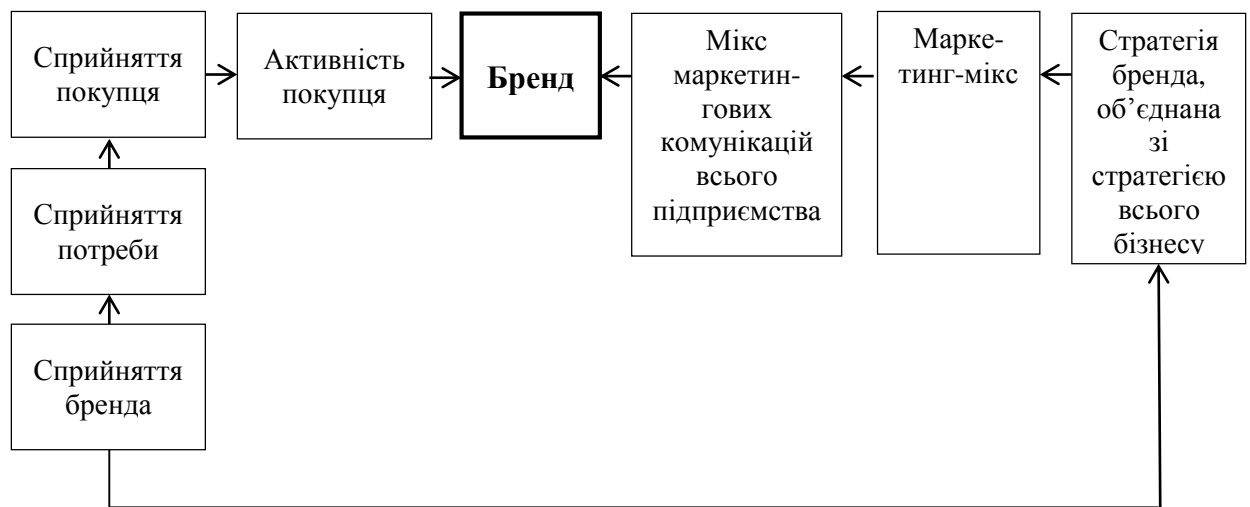 Сприйняття
покупця
Активність
покупця
Бренд
Мікс
маркетин-
гових
комунікацій
всього
підприємства
Марке-
тинг-мікс
Стратегія
бренда,
об’єднана
зі
стратегією
всього
бізнесу
Сприйняття
потреби
Сприйняття
бренда